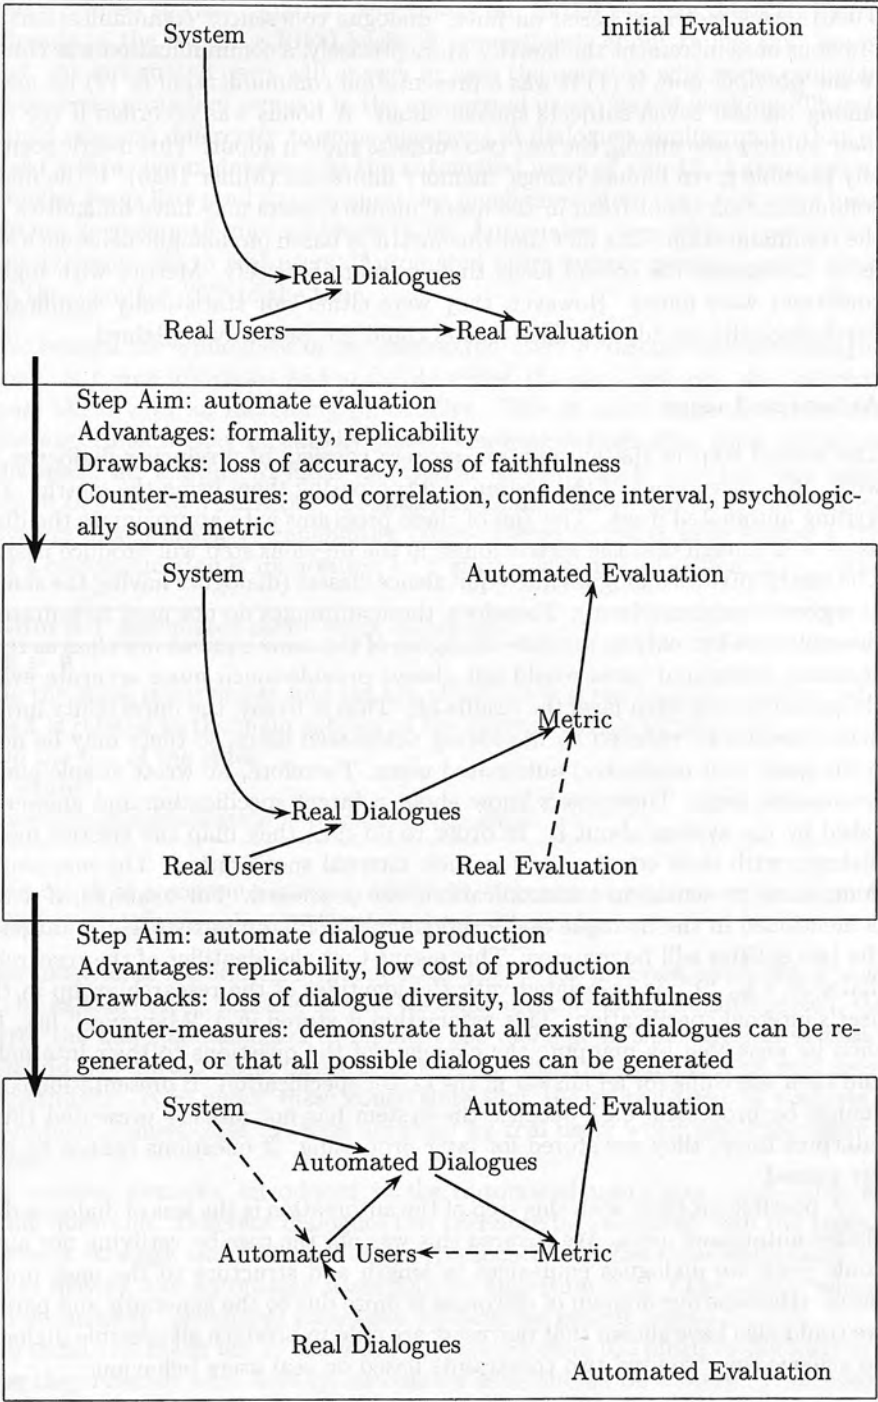 System Initial Evaluation
Real Dialogues
Real Users Real Evaluation
Step Aim: automate evaluation
Advantages: formality, replicability
Drawbacks: loss of accuracy, loss of faithfulness
Counter-measures: good correlation, confidence interval, psychologic-
ally sound metric
System Automated Evaluation
Metric
Real Dialogues
Real Users Real Evaluation
Step Aim: automate dialogue production
Advantages: replicability, low cost of production
Drawbacks: loss of dialogue diversity, loss of faithfulness
Counter-measures: demonstrate that all existing dialogues can be re-
generated, or that all possible dialogues can be generated
System Automated Evaluation
Automated Dialogues
Automated Users Metric
Real Dialogues
Automated Evaluation